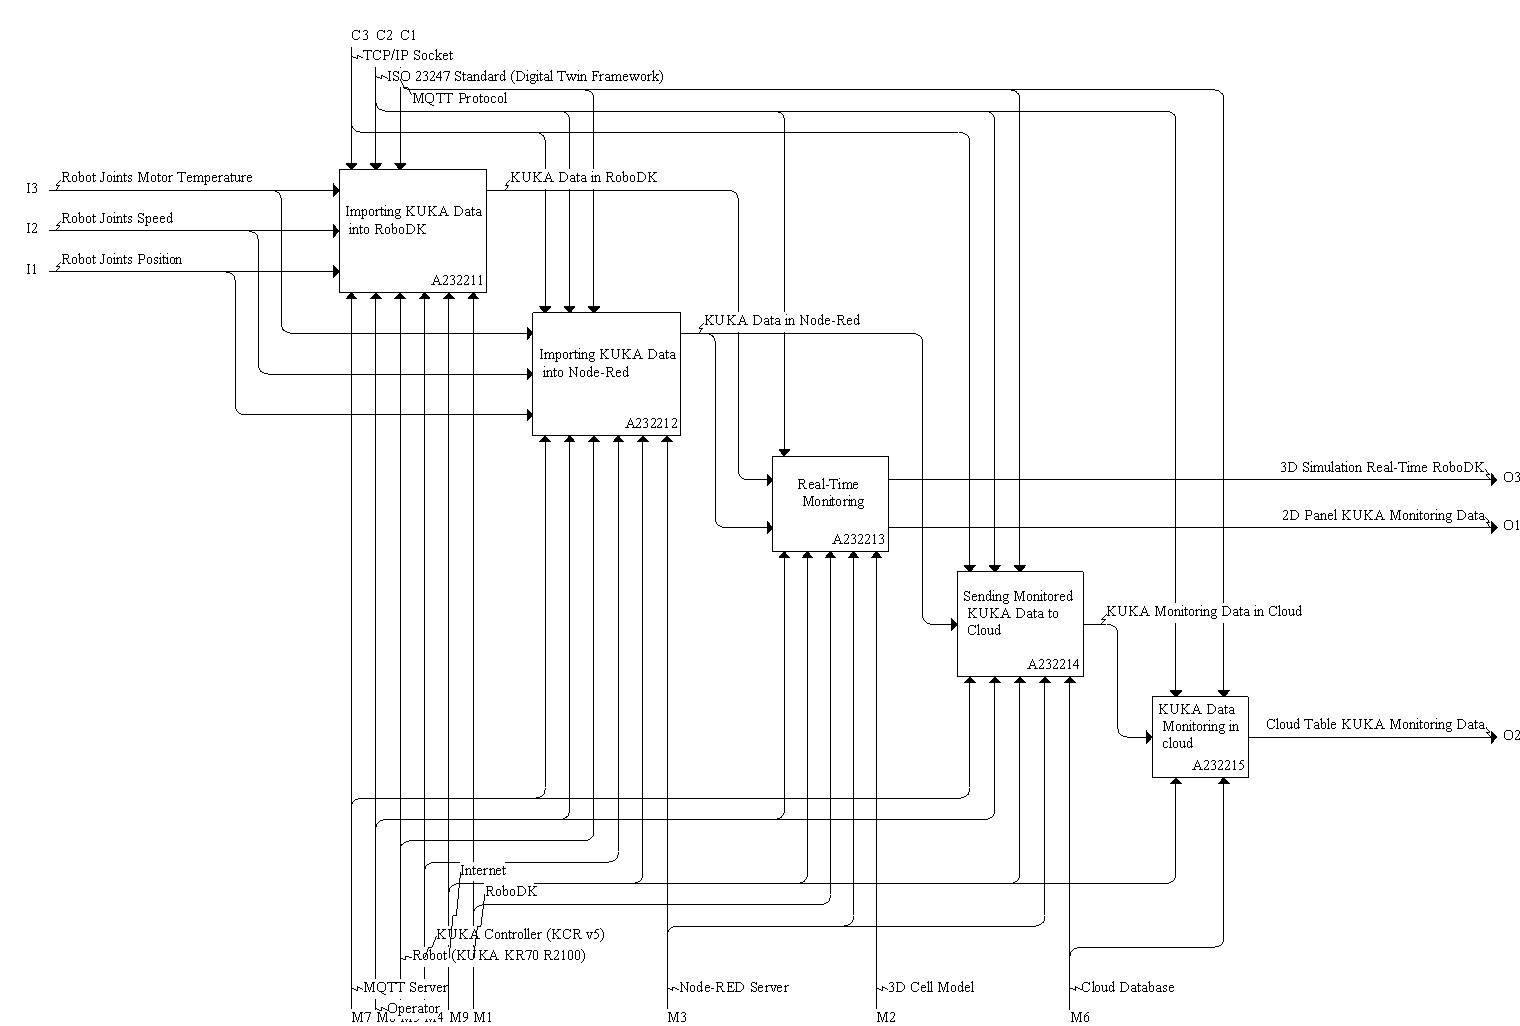 C3 C2 C1
TCP/IP Socket
ISO 23247 Standard (Digital Twin Framework)
MQTT Protocol
I3
Robot Joints Motor Temperature
I2
Robot Joints Speed
I1
Robot Joints Position
Importing KUKA Data
into RoboDK
A232211
KUKA Data in RoboDK
Importing KUKA Data
into Node-Red
A232212
KUKA Data in Node-Red
Real-Time
Monitoring
A232213
3D Simulation Real-Time RoboDK
O3
2D Panel KUKA Monitoring Data
O1
Sending Monitored
KUKA Data to
Cloud
A232214
KUKA Monitoring Data in Cloud
KUKA Data
Monitoring in
cloud
A232215
Cloud Table KUKA Monitoring Data
O2
Internet
RoboDK
KUKA Controller (KCR v5)
Robot (KUKA KR70 R2100)
MQTT Server
Operator
Node-RED Server
3D Cell Model
Cloud Database
M7 M9 M1
M3
M2
M6